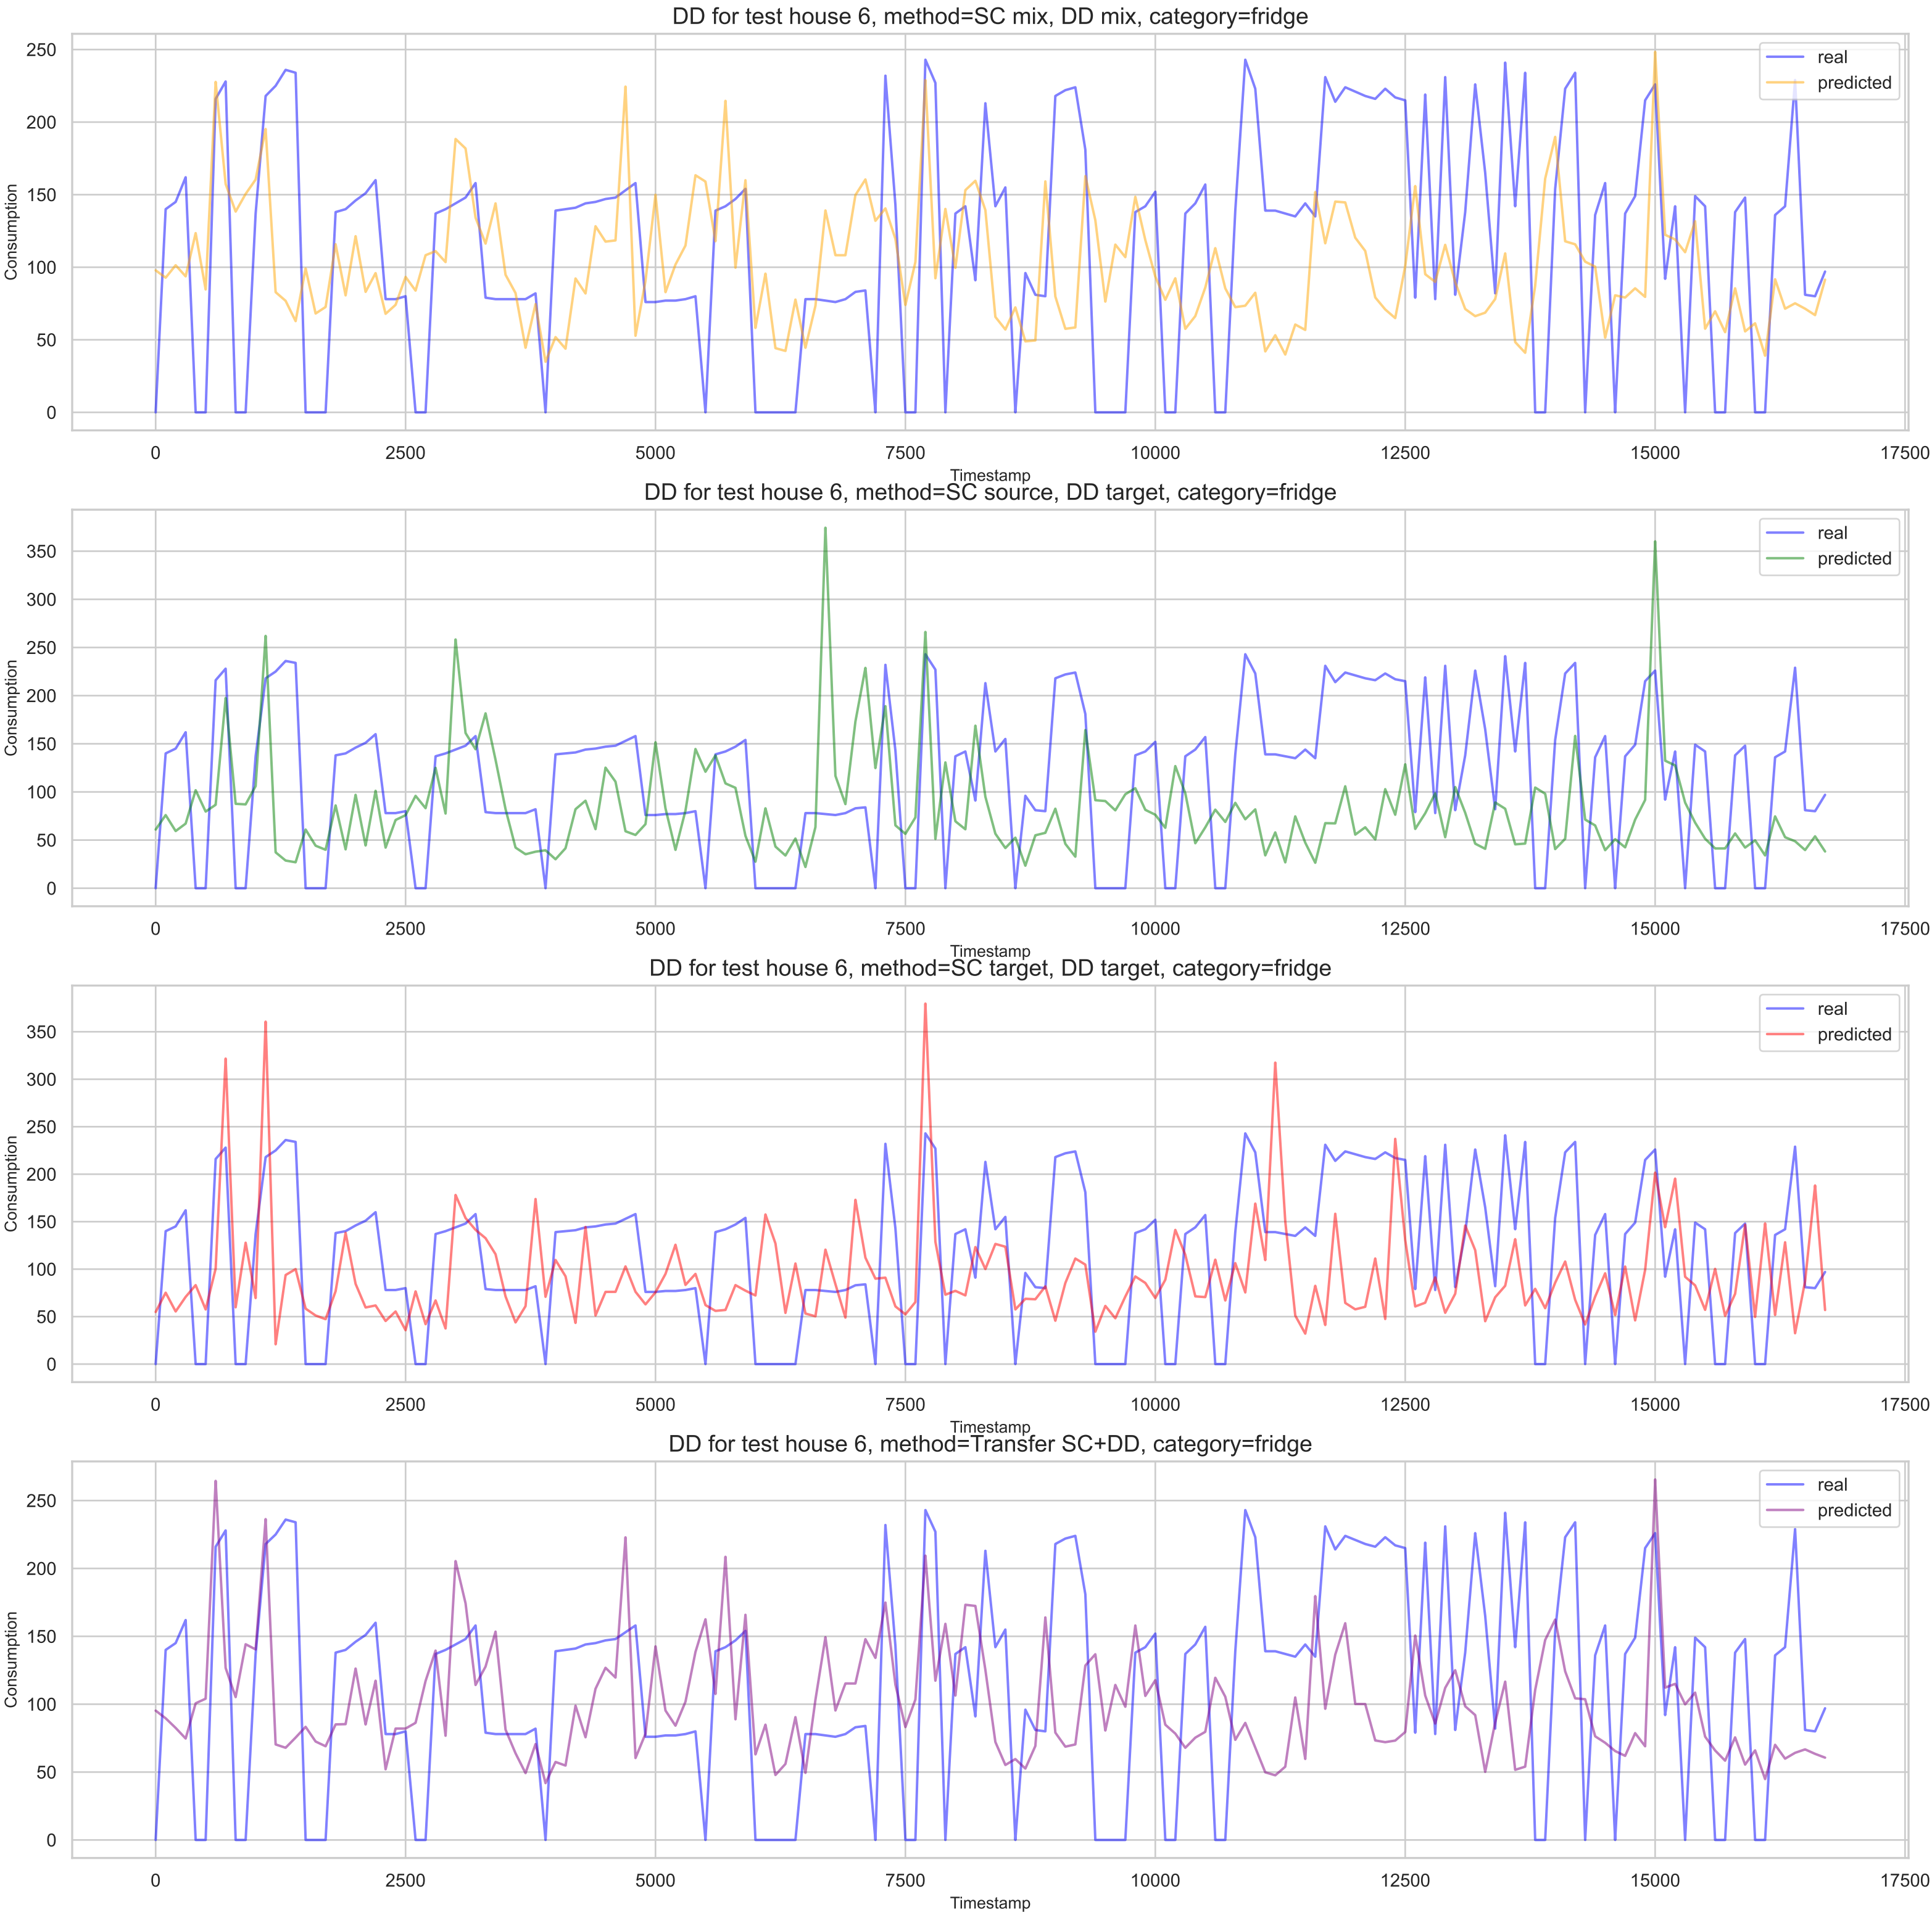 DD for test house 6, method=SC mix, DD mix, category=fridge
250
200
150
100
50
0
Consumption
real
predicted
0 2500 5000 7500 10000 12500 15000 17500
Timestamp
DD for test house 6, method=SC source, DD target, category=fridge
350
300
250
200
150
100
50
0
Consumption
real
predicted
0 2500 5000 7500 10000 12500 15000 17500
Timestamp
DD for test house 6, method=SC target, DD target, category=fridge
350
300
250
200
150
100
50
0
Consumption
real
predicted
0 2500 5000 7500 10000 12500 15000 17500
Timestamp
DD for test house 6, method=Transfer SC+DD, category=fridge
250
200
150
100
50
0
Consumption
real
predicted
0 2500 5000 7500 10000 12500 15000 17500
Timestamp